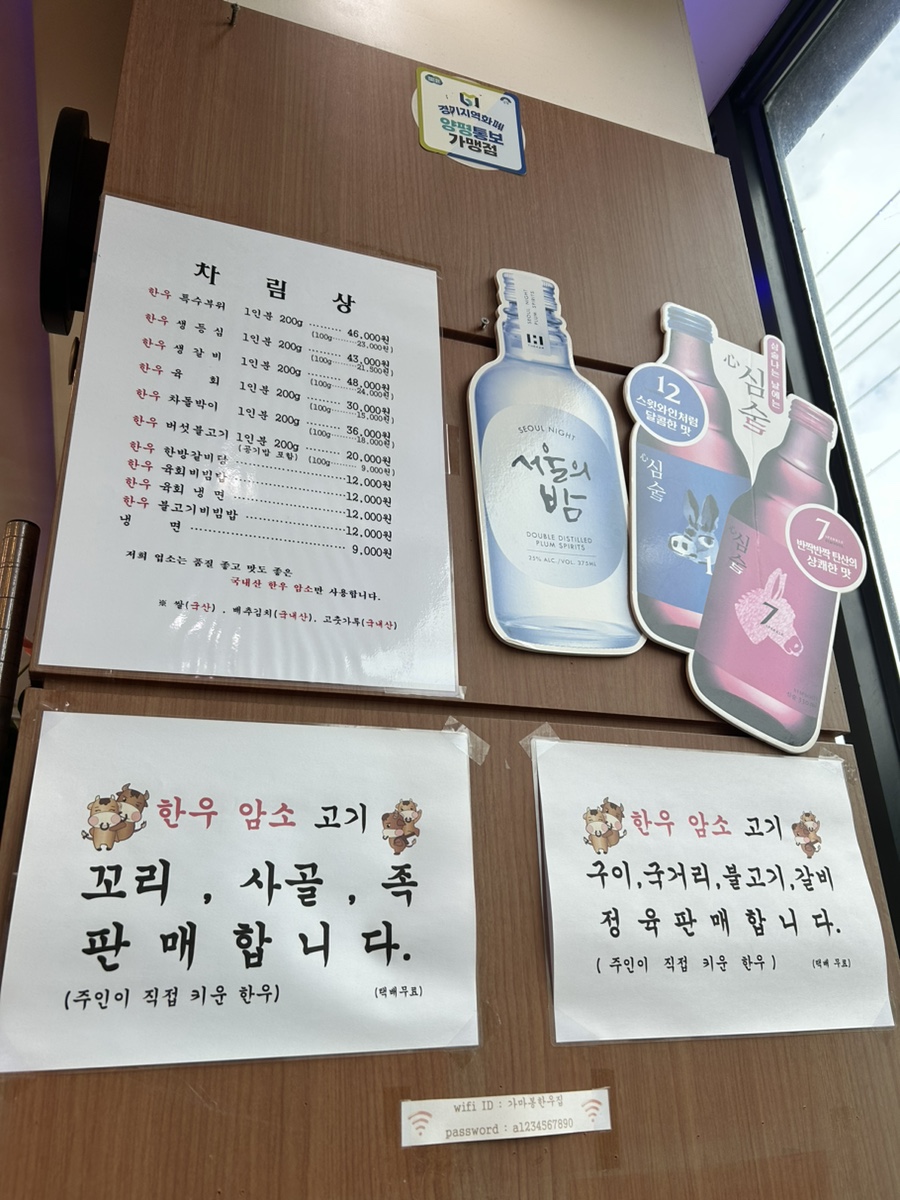 경기지역화폐
양평통보
가맹점
차 림 상
한우 특수부위 1인분 200g ········ 46,000원
(100g········23,000원)
한우 생 등 심 1인분 200g ········ 43,000원
(100g········21,500원)
한우 생 갈 비 1인분 200g ········ 48,000원
(100g········24,000원)
한우 육 회 1인분 200g ········ 30,000원
(100g········15,000원)
한우 차돌박이 1인분 200g ········ 36,000원
(100g········18,000원)
한우 버섯불고기 1인분 200g ········ 20,000원
(공기밥 포함) (100g········ 9,000원)
한우 한방갈비탕 ········ 12,000원
한우 육회비빔밥 ········ 12,000원
한우 육회 냉 면 ········ 12,000원
한우 불고기비빔밥 ········ 12,000원
냉 면 ········ 9,000원
저희 업소는 품질 좋고 맛도 좋은
국내산 한우 암소만 사용합니다.
※ 쌀(국산) , 배추김치(국내산), 고춧가루(국내산)
SEOUL NIGHT
서울의
밤
DOUBLE DISTILLED
PLUM SPIRITS
25% ALC./VOL. 375ML
12
스윗와인처럼
달콤한 맛
心
심술
심술나는 날에는
심술
7
반짝반짝 탄산의
상쾌한 맛
심술
7
한우 암소 고기
꼬리 , 사골 , 족
판 매 합 니 다.
(주인이 직접 키운 한우) (택배무료)
한우 암소 고기
구이,국거리,불고기,갈비
정 육 판 매 합 니 다.
( 주인이 직접 키운 한우 ) (택배 무료)
wifi ID : 가마봉한우집
password : a1234567890